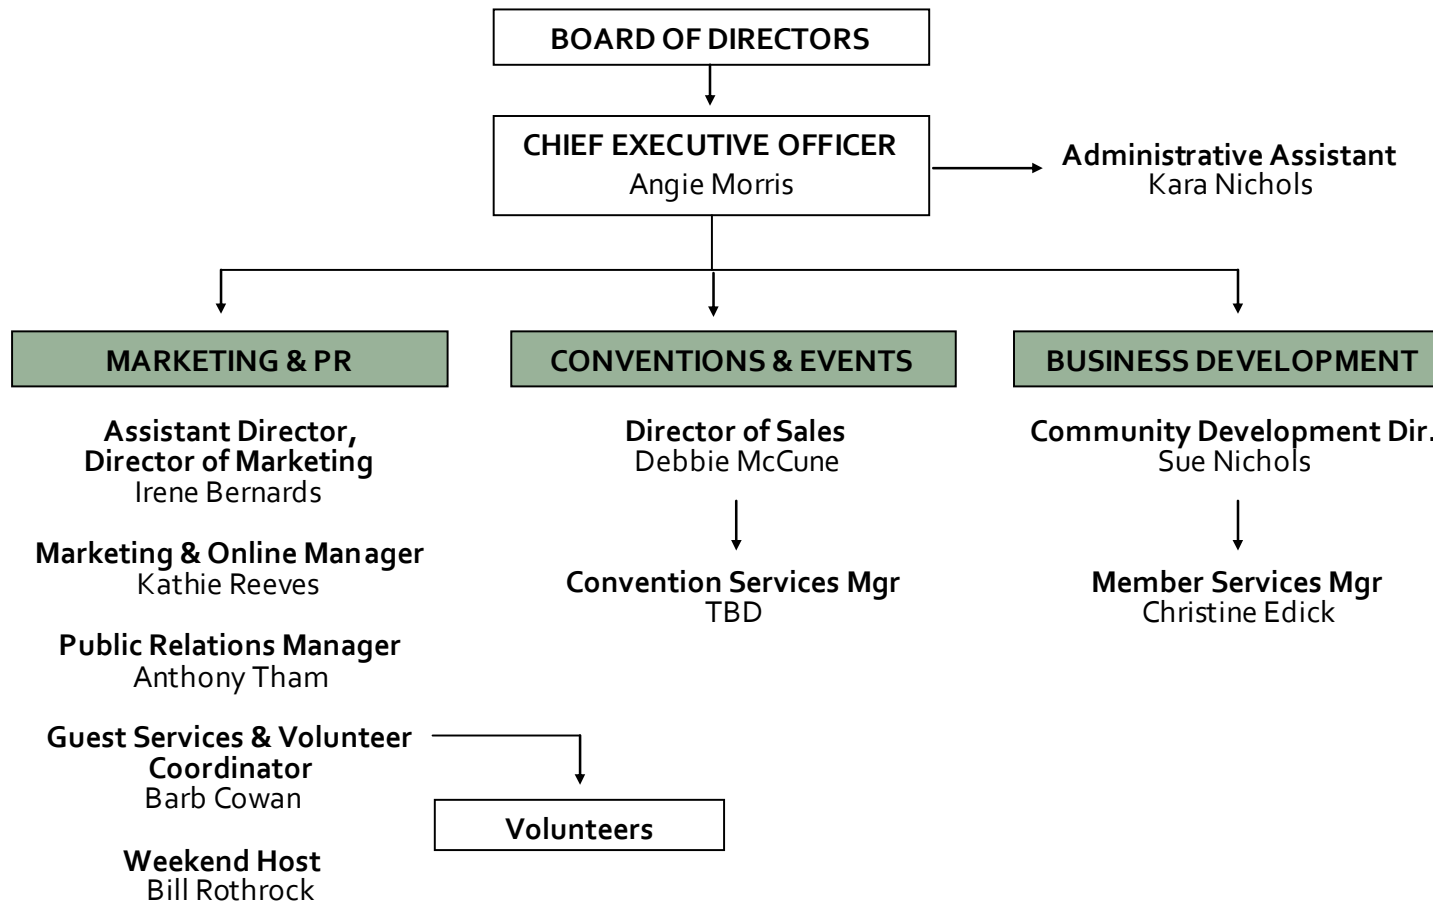 BOARD OF DIRECTORS
CHIEF EXECUTIVE OFFICER
Angie Morris
Administrative Assistant
Kara Nichols
MARKETING & PR
CONVENTIONS & EVENTS
BUSINESS DEVELOPMENT
Assistant Director,
Director of Marketing
Irene Bernards
Marketing & Online Manager
Kathie Reeves
Public Relations Manager
Anthony Tham
Guest Services & Volunteer
Coordinator
Barb Cowan
Volunteers
Weekend Host
Bill Rothrock
Director of Sales
Debbie McCune
Convention Services Mgr
TBD
Community Development Dir.
Sue Nichols
Member Services Mgr
Christine Edick